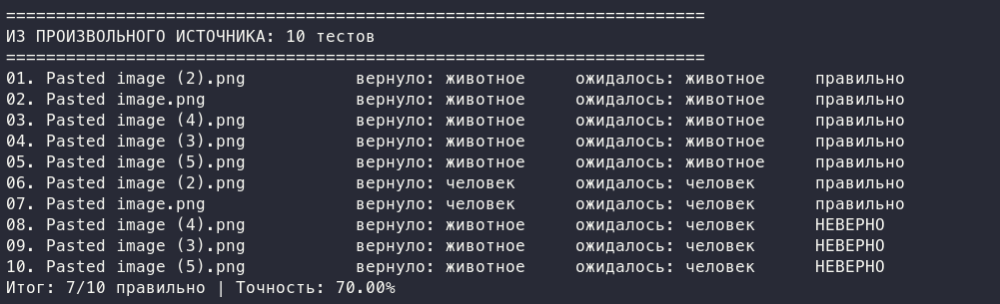 ======================================================================
ИЗ ПРОИЗВОЛЬНОГО ИСТОЧНИКА: 10 тестов
======================================================================
01. Pasted image (2).png           вернуло: животное     ожидалось: животное     правильно
02. Pasted image.png               вернуло: животное     ожидалось: животное     правильно
03. Pasted image (4).png           вернуло: животное     ожидалось: животное     правильно
04. Pasted image (3).png           вернуло: животное     ожидалось: животное     правильно
05. Pasted image (5).png           вернуло: животное     ожидалось: животное     правильно
06. Pasted image (2).png           вернуло: человек      ожидалось: человек      правильно
07. Pasted image.png               вернуло: человек      ожидалось: человек      правильно
08. Pasted image (4).png           вернуло: животное     ожидалось: человек      НЕВЕРНО
09. Pasted image (3).png           вернуло: животное     ожидалось: человек      НЕВЕРНО
10. Pasted image (5).png           вернуло: животное     ожидалось: человек      НЕВЕРНО
Итог: 7/10 правильно | Точность: 70.00%